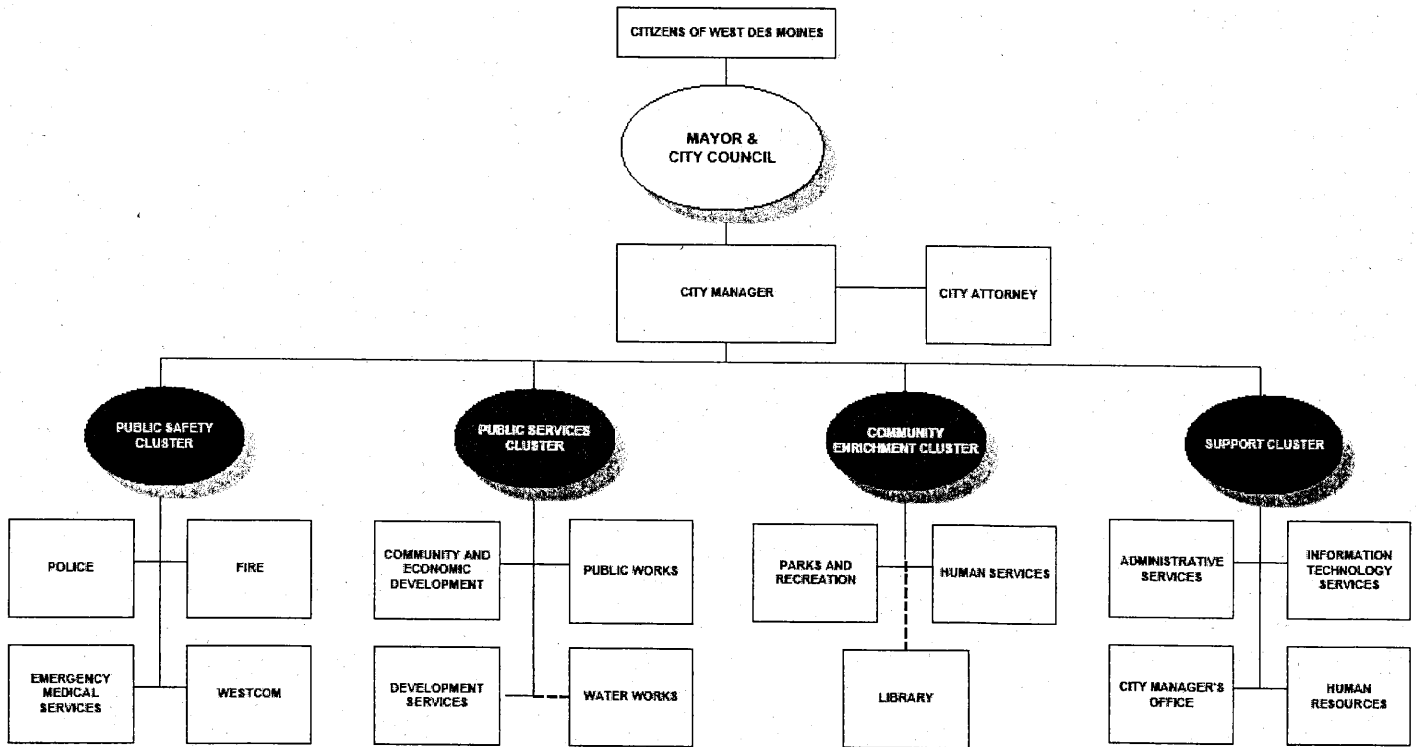 CITIZENS OF WEST DES MOINES
MAYOR &
CITY COUNCIL
CITY MANAGER
CITY ATTORNEY
PUBLIC SAFETY
CLUSTER
PUBLIC SERVICES
CLUSTER
COMMUNITY
ENRICHMENT CLUSTER
SUPPORT CLUSTER
POLICE
FIRE
COMMUNITY AND
ECONOMIC
DEVELOPMENT
PUBLIC WORKS
PARKS AND
RECREATION
HUMAN SERVICES
ADMINISTRATIVE
SERVICES
INFORMATION
TECHNOLOGY
SERVICES
EMERGENCY
MEDICAL
SERVICES
WESTCOM
DEVELOPMENT
SERVICES
WATER WORKS
LIBRARY
CITY MANAGER'S
OFFICE
HUMAN
RESOURCES